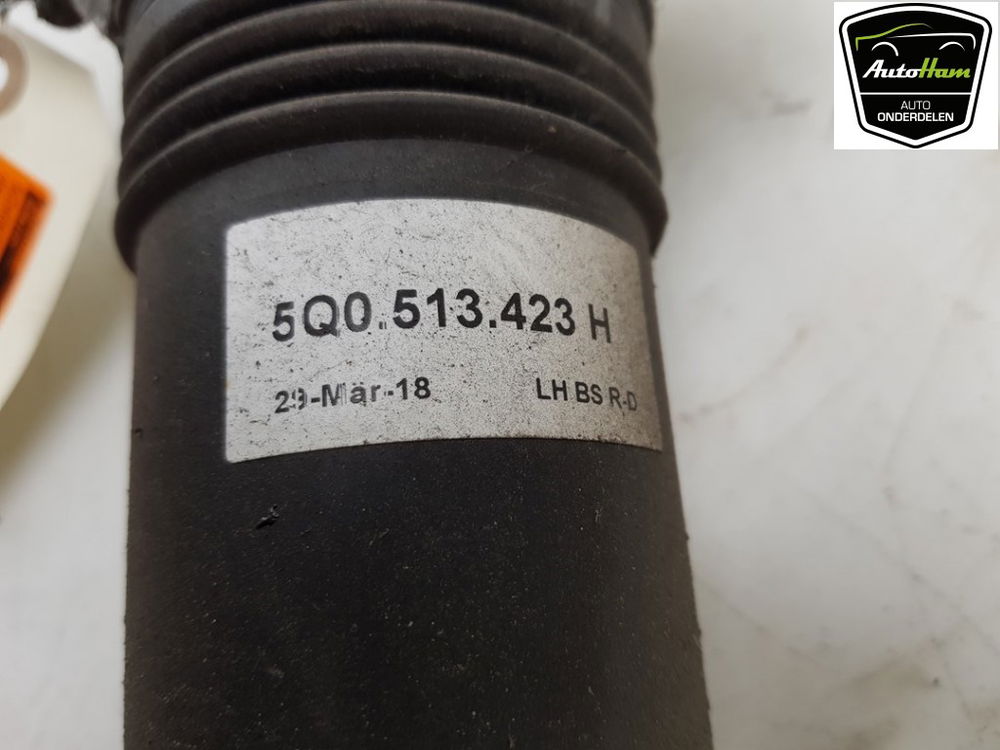 AutoHam
AUTO
ONDERDELEN
5Q0.513.423 H
29-Mar-18 LH BS R-D